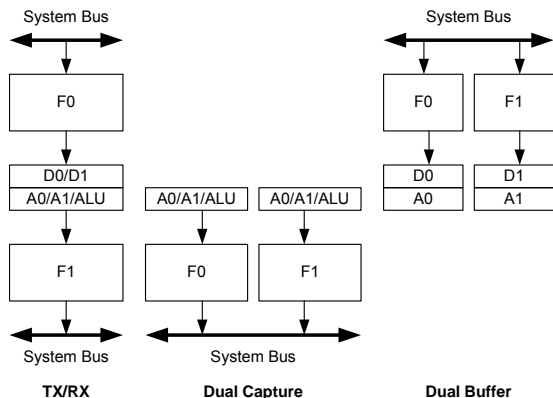 System Bus
F0
D0/D1
A0/A1/ALU
F1
System Bus
TX/RX
A0/A1/ALU
A0/A1/ALU
F0
F1
System Bus
Dual Capture
System Bus
F0
F1
D0
D1
A0
A1
Dual Buffer